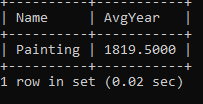 +----------+-----------+
| Name     | AvgYear   |
+----------+-----------+
| Painting | 1819.5000 |
+----------+-----------+
1 row in set (0.02 sec)